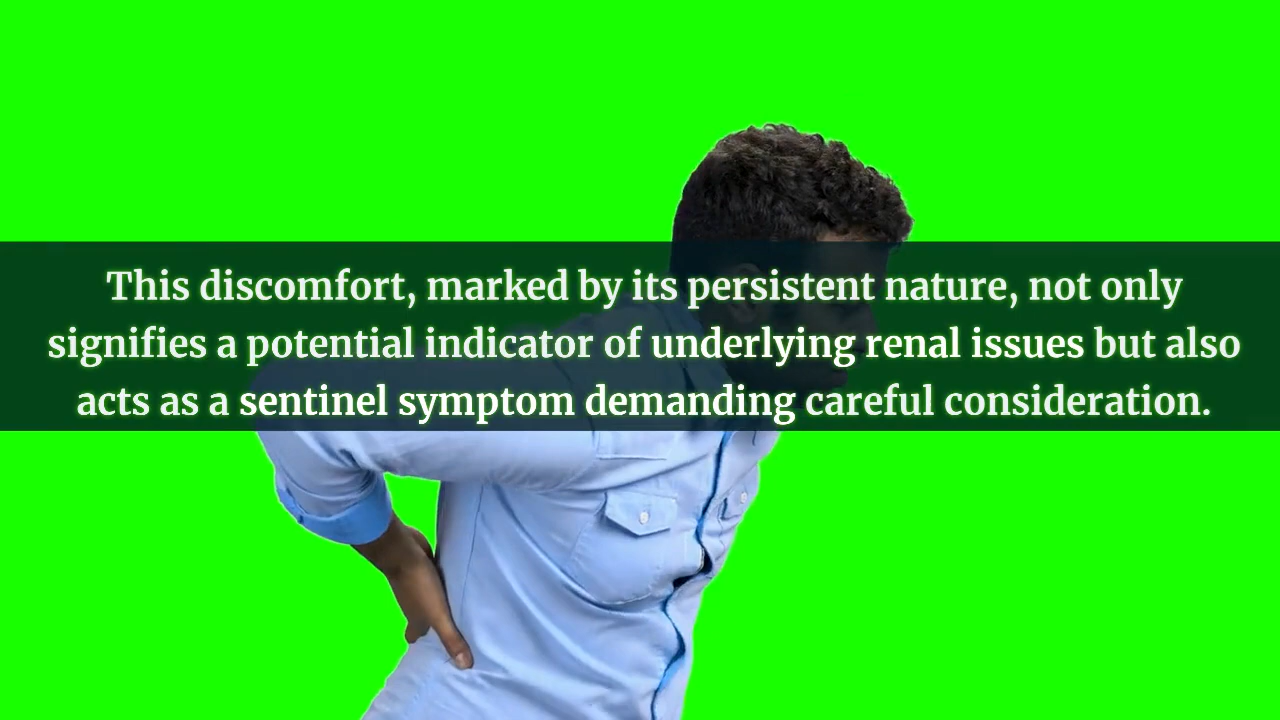 This discomfort, marked by its persistent nature, not only
signifies a potential indicator of underlying renal issues but also
acts as a sentinel symptom demanding careful consideration.